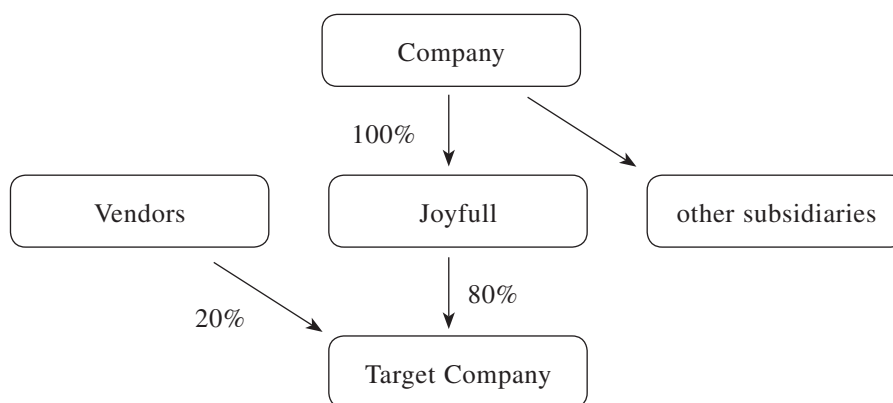 Company
100%
Vendors
Joyfull
other subsidiaries
20%
80%
Target Company